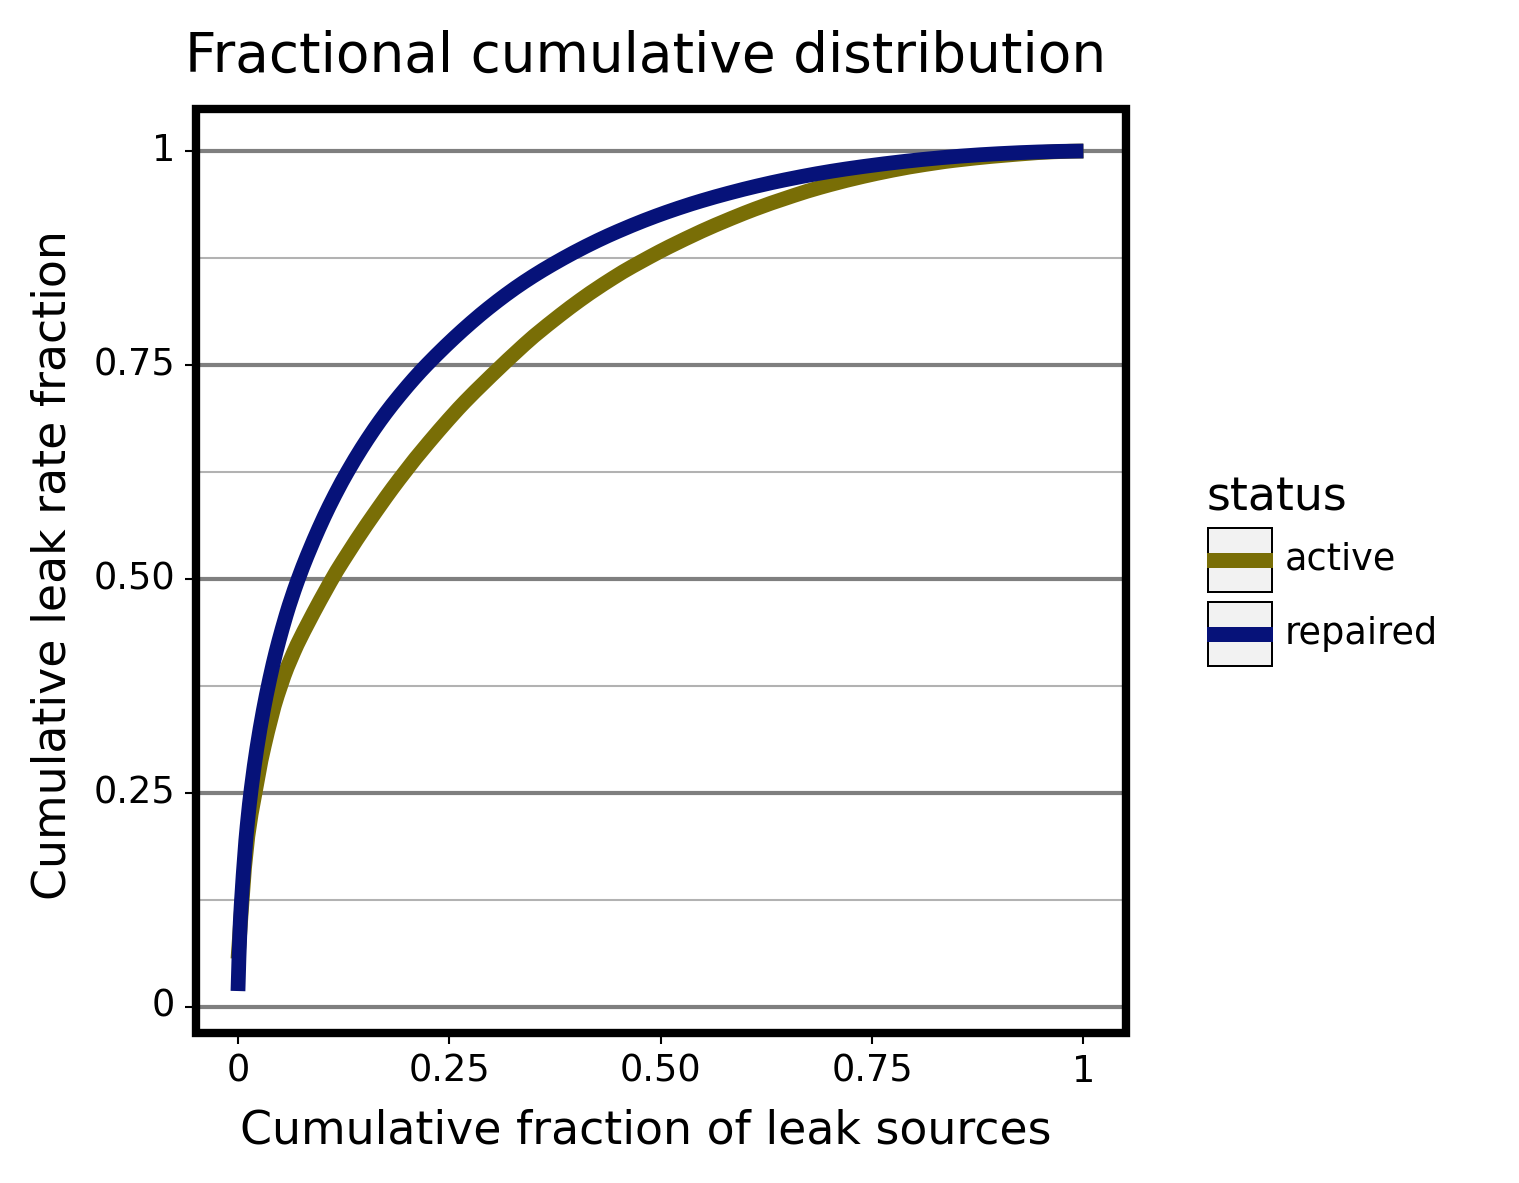 Fractional cumulative distribution
Cumulative leak rate fraction
1
0.75
0.50
0.25
0
0 0.25 0.50 0.75 1
Cumulative fraction of leak sources
status
active
repaired